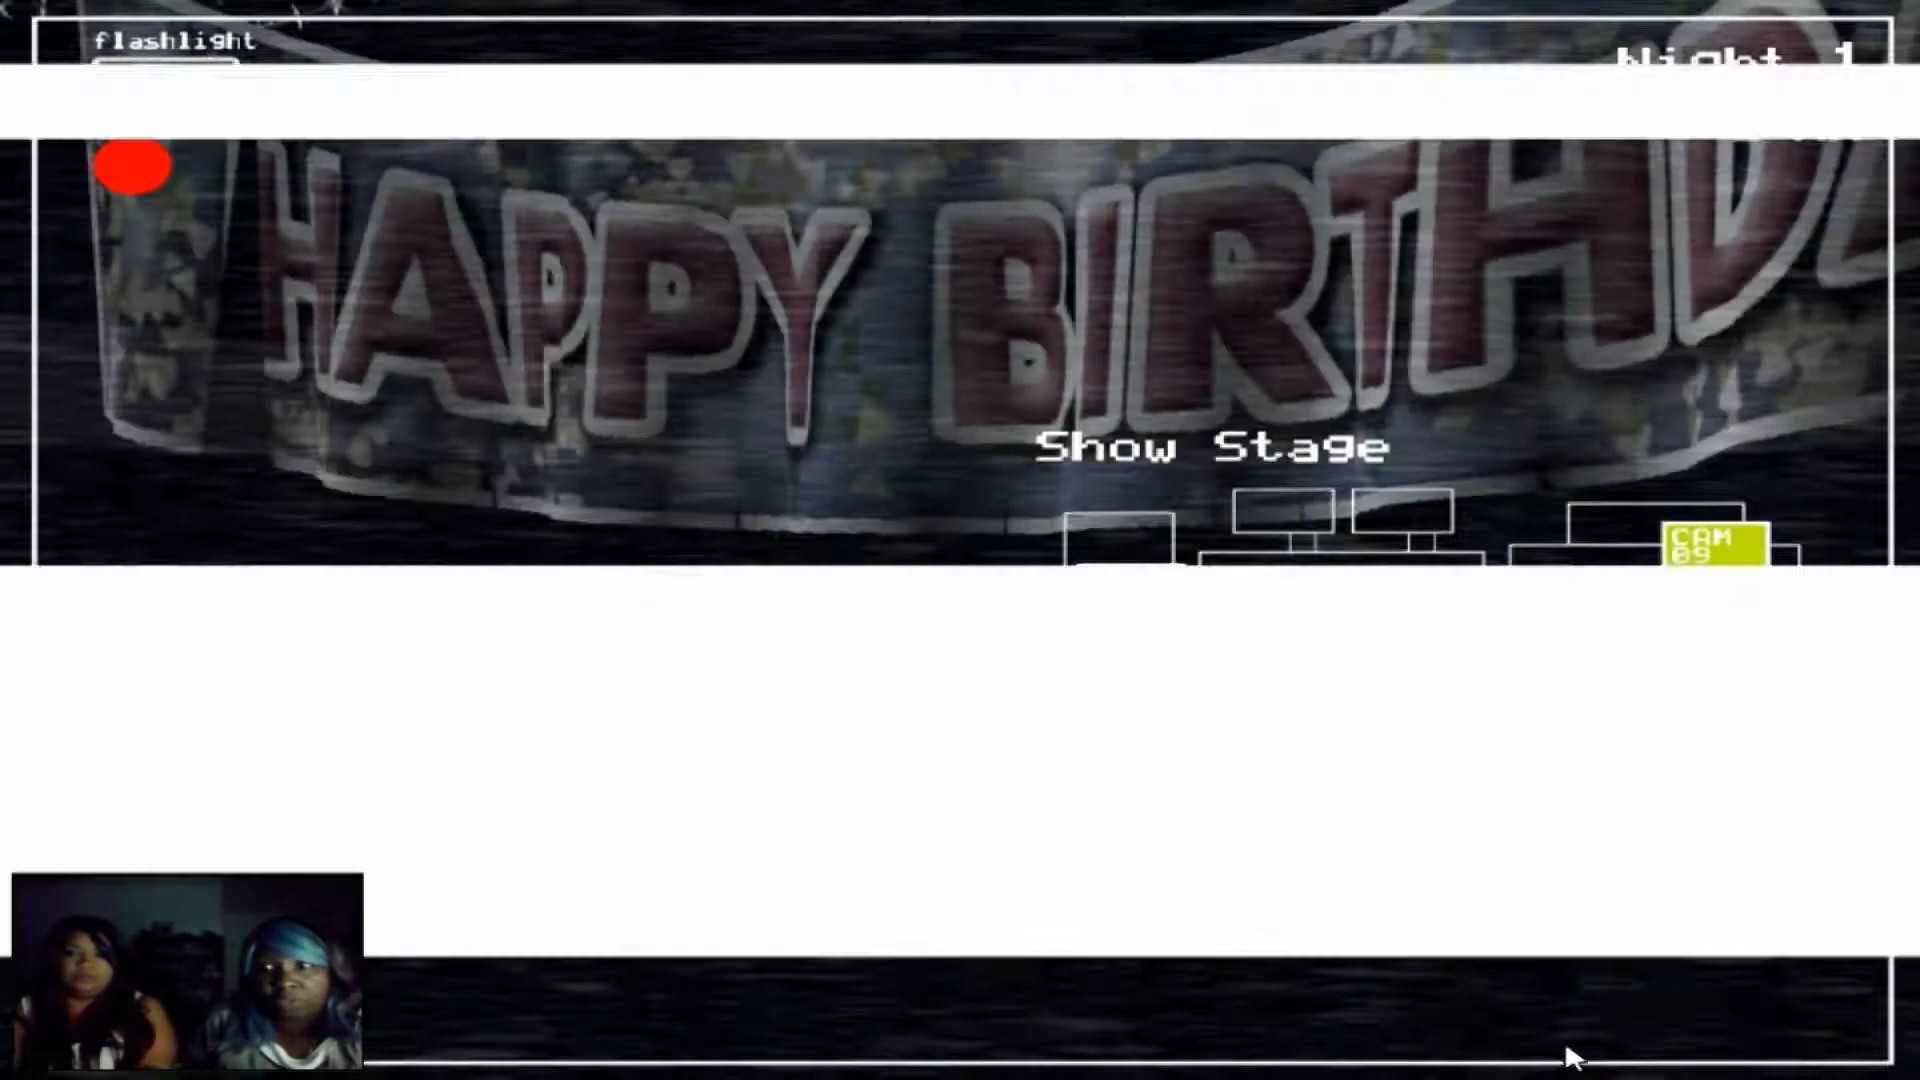 flashlight
Night 1
HAPPY BIRTHD
Show Stage
CAM
09